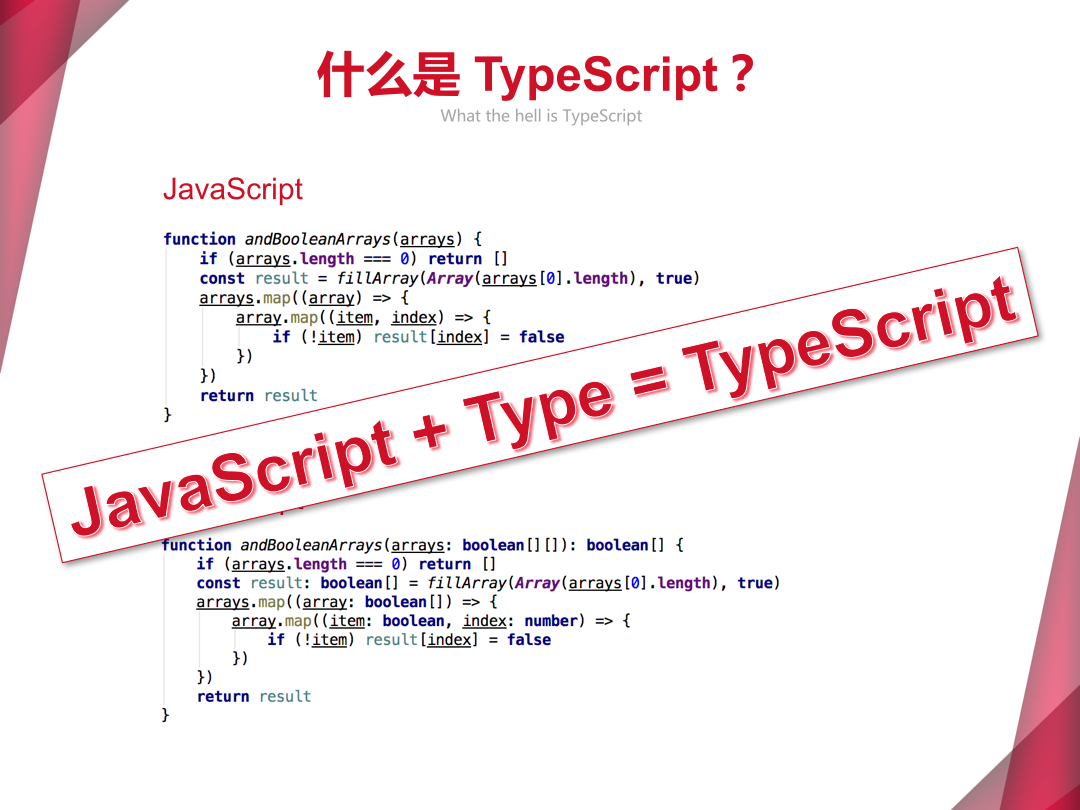 什么是 TypeScript？
What the hell is TypeScript
JavaScript
function andBooleanArrays(arrays) {
    if (arrays.length === 0) return []
    const result = fillArray(Array(arrays[0].length), true)
    arrays.map((array) => {
        array.map((item, index) => {
            if (!item) result[index] = false
        })
    })
    return result
}
JavaScript + Type = TypeScript
function andBooleanArrays(arrays: boolean[][]): boolean[] {
    if (arrays.length === 0) return []
    const result: boolean[] = fillArray(Array(arrays[0].length), true)
    arrays.map((array: boolean[]) => {
        array.map((item: boolean, index: number) => {
            if (!item) result[index] = false
        })
    })
    return result
}